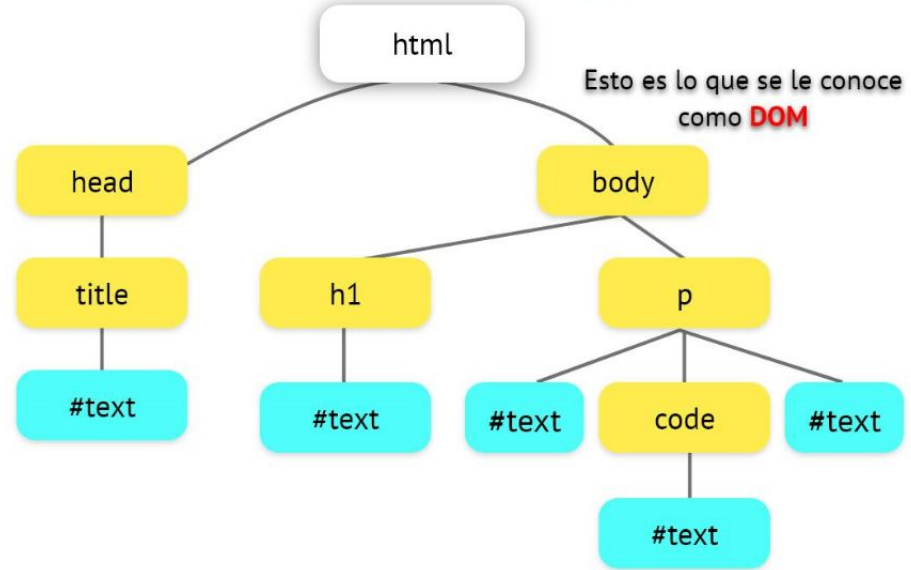 html
Esto es lo que se le conoce
como DOM
head
body
title
h1
p
#text
#text
#text
code
#text
#text